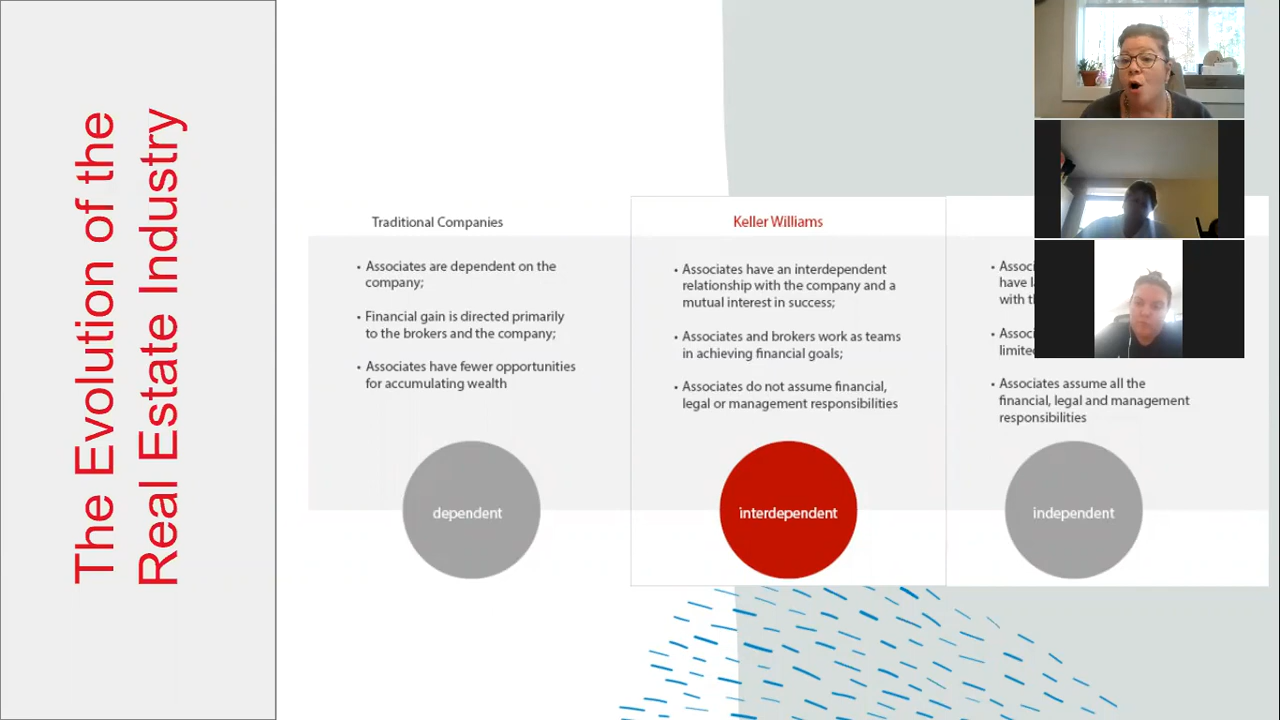 The Evolution of the
Real Estate Industry
Traditional Companies
• Associates are dependent on the
company;
• Financial gain is directed primarily
to the brokers and the company;
• Associates have fewer opportunities
for accumulating wealth
dependent
Keller Williams
• Associates have an interdependent
relationship with the company and a
mutual interest in success;
• Associates and brokers work as teams
in achieving financial goals;
• Associates do not assume financial,
legal or management responsibilities
interdependent
•
have
with
•
• Associates assume all the
financial, legal and management
responsibilities
independent